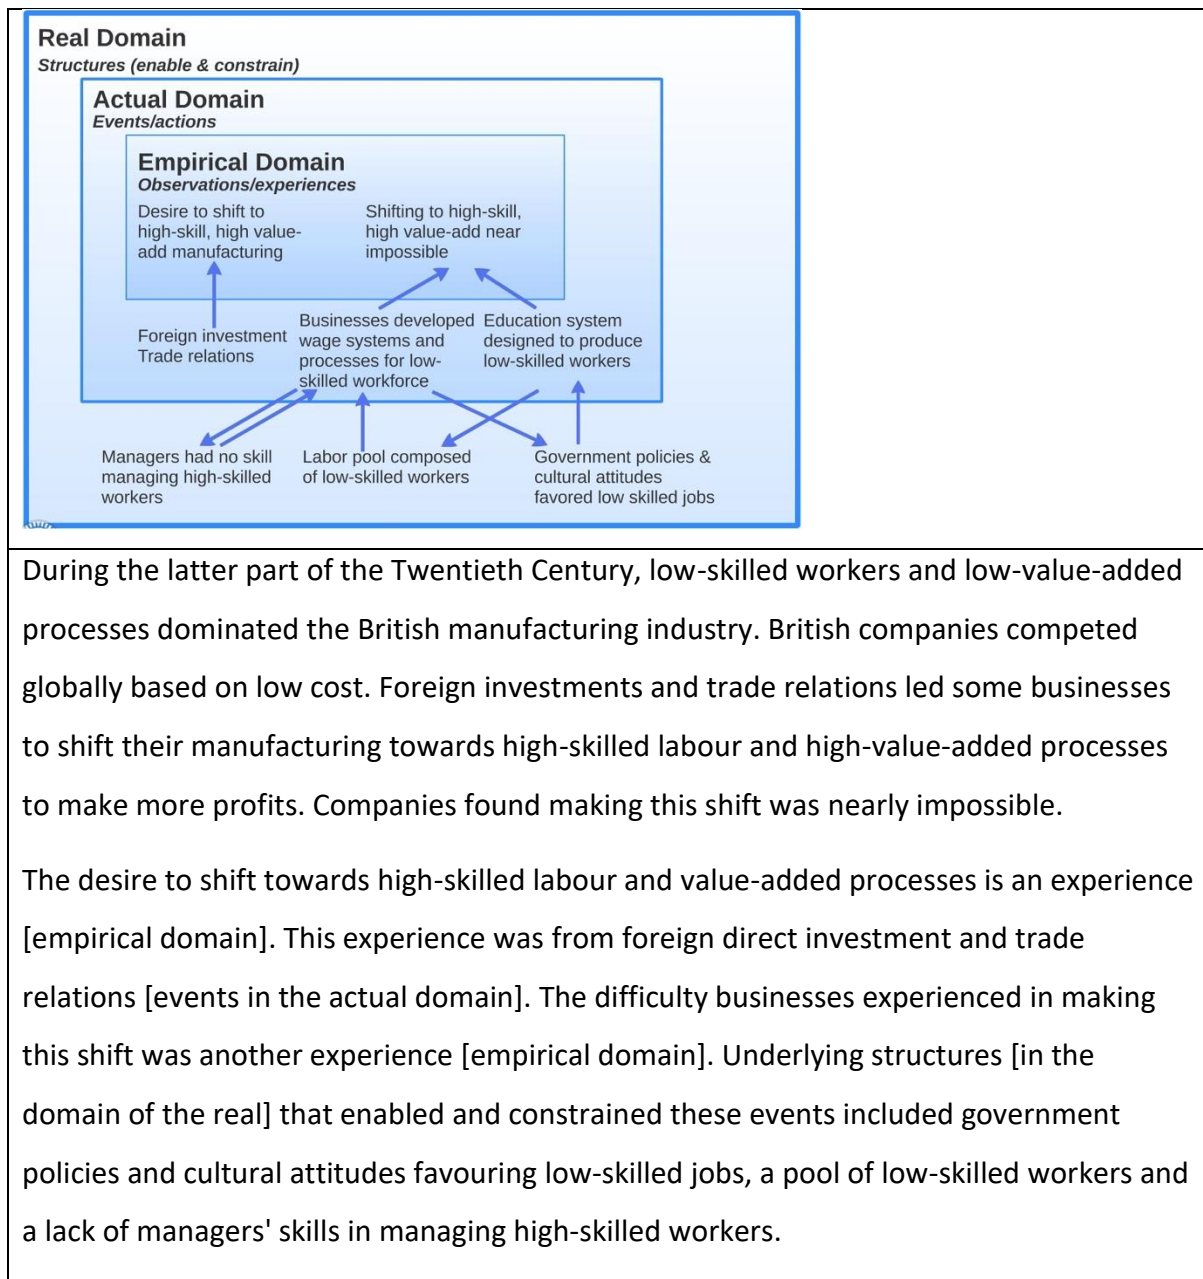 Real Domain
Structures (enable & constrain)
Actual Domain
Events/actions
Empirical Domain
Observations/experiences
Desire to shift to
high-skill, high value-
add manufacturing
Shifting to high-skill,
high value-add near
impossible
Foreign investment
Trade relations
Businesses developed
wage systems and
processes for low-
skilled workforce
Education system
designed to produce
low-skilled workers
Managers had no skill
managing high-skilled
workers
Labor pool composed
of low-skilled workers
Government policies &
cultural attitudes
favored low skilled jobs
During the latter part of the Twentieth Century, low-skilled workers and low-value-added
processes dominated the British manufacturing industry. British companies competed
globally based on low cost. Foreign investments and trade relations led some businesses
to shift their manufacturing towards high-skilled labour and high-value-added processes
to make more profits. Companies found making this shift was nearly impossible.
The desire to shift towards high-skilled labour and value-added processes is an experience
[empirical domain]. This experience was from foreign direct investment and trade
relations [events in the actual domain]. The difficulty businesses experienced in making
this shift was another experience [empirical domain]. Underlying structures [in the
domain of the real] that enabled and constrained these events included government
policies and cultural attitudes favouring low-skilled jobs, a pool of low-skilled workers and
a lack of managers' skills in managing high-skilled workers.